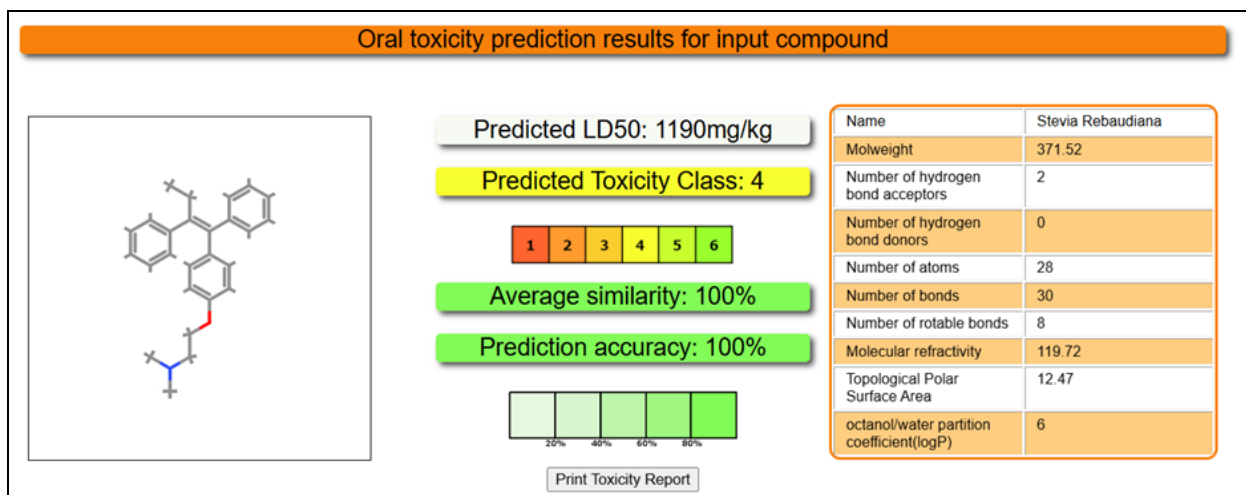 Oral toxicity prediction results for input compound
Predicted LD50: 1190mg/kg
Predicted Toxicity Class: 4
1 2 3 4 5 6
Average similarity: 100%
Prediction accuracy: 100%
20% 40% 60% 80%
Print Toxicity Report
Name Stevia Rebaudiana
Molweight 371.52
Number of hydrogen
bond acceptors 2
Number of hydrogen
bond donors 0
Number of atoms 28
Number of bonds 30
Number of rotable bonds 8
Molecular refractivity 119.72
Topological Polar
Surface Area 12.47
octanol/water partition
coefficient(logP) 6